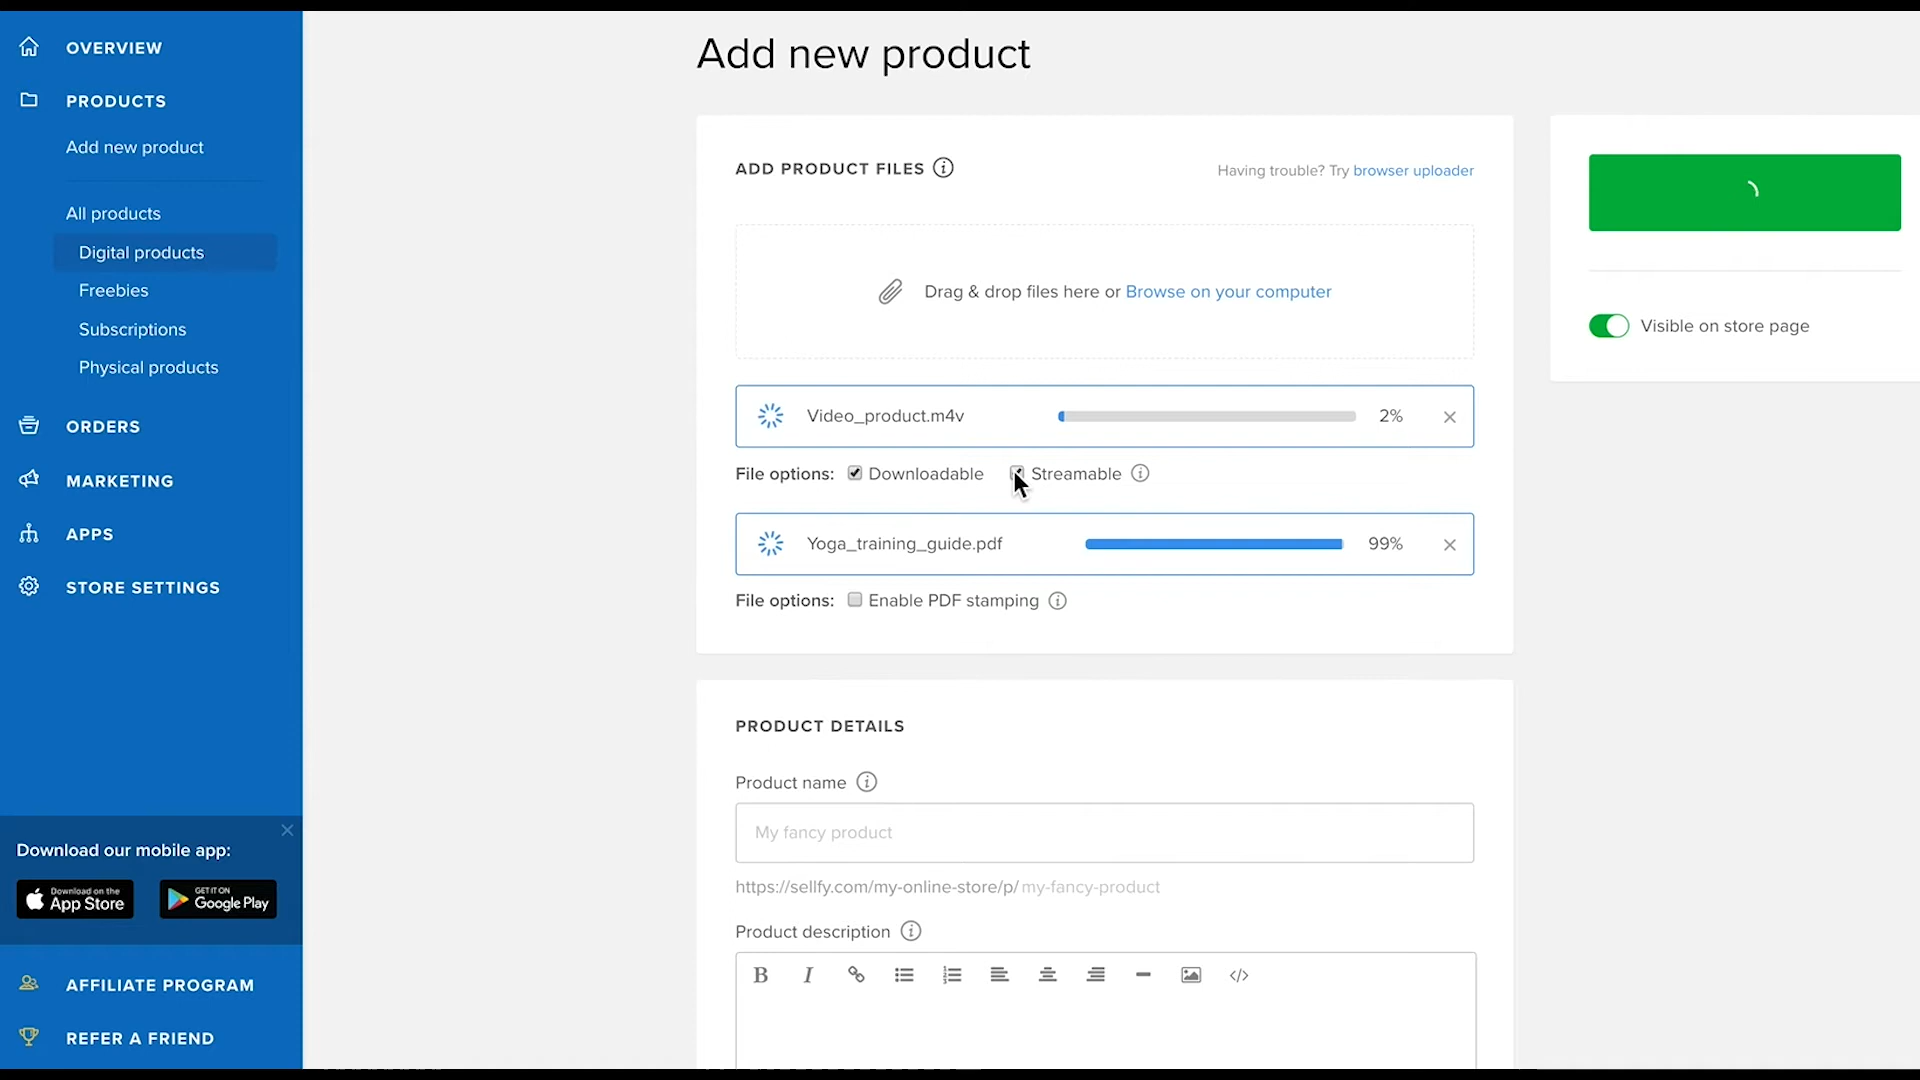 OVERVIEW
PRODUCTS
Add new product
All products
Digital products
Freebies
Subscriptions
Physical products
ORDERS
MARKETING
APPS
STORE SETTINGS
Download our mobile app:
Download on the
App Store
GET IT ON
Google Play
AFFILIATE PROGRAM
REFER A FRIEND
Add new product
ADD PRODUCT FILES
Having trouble? Try browser uploader
Drag & drop files here or Browse on your computer
Video_product.m4v 2%
File options: Downloadable Streamable
Yoga_training_guide.pdf 99%
File options: Enable PDF stamping
PRODUCT DETAILS
Product name
My fancy product
https://sellfy.com/my-online-store/p/ my-fancy-product
Product description
B I
Visible on store page